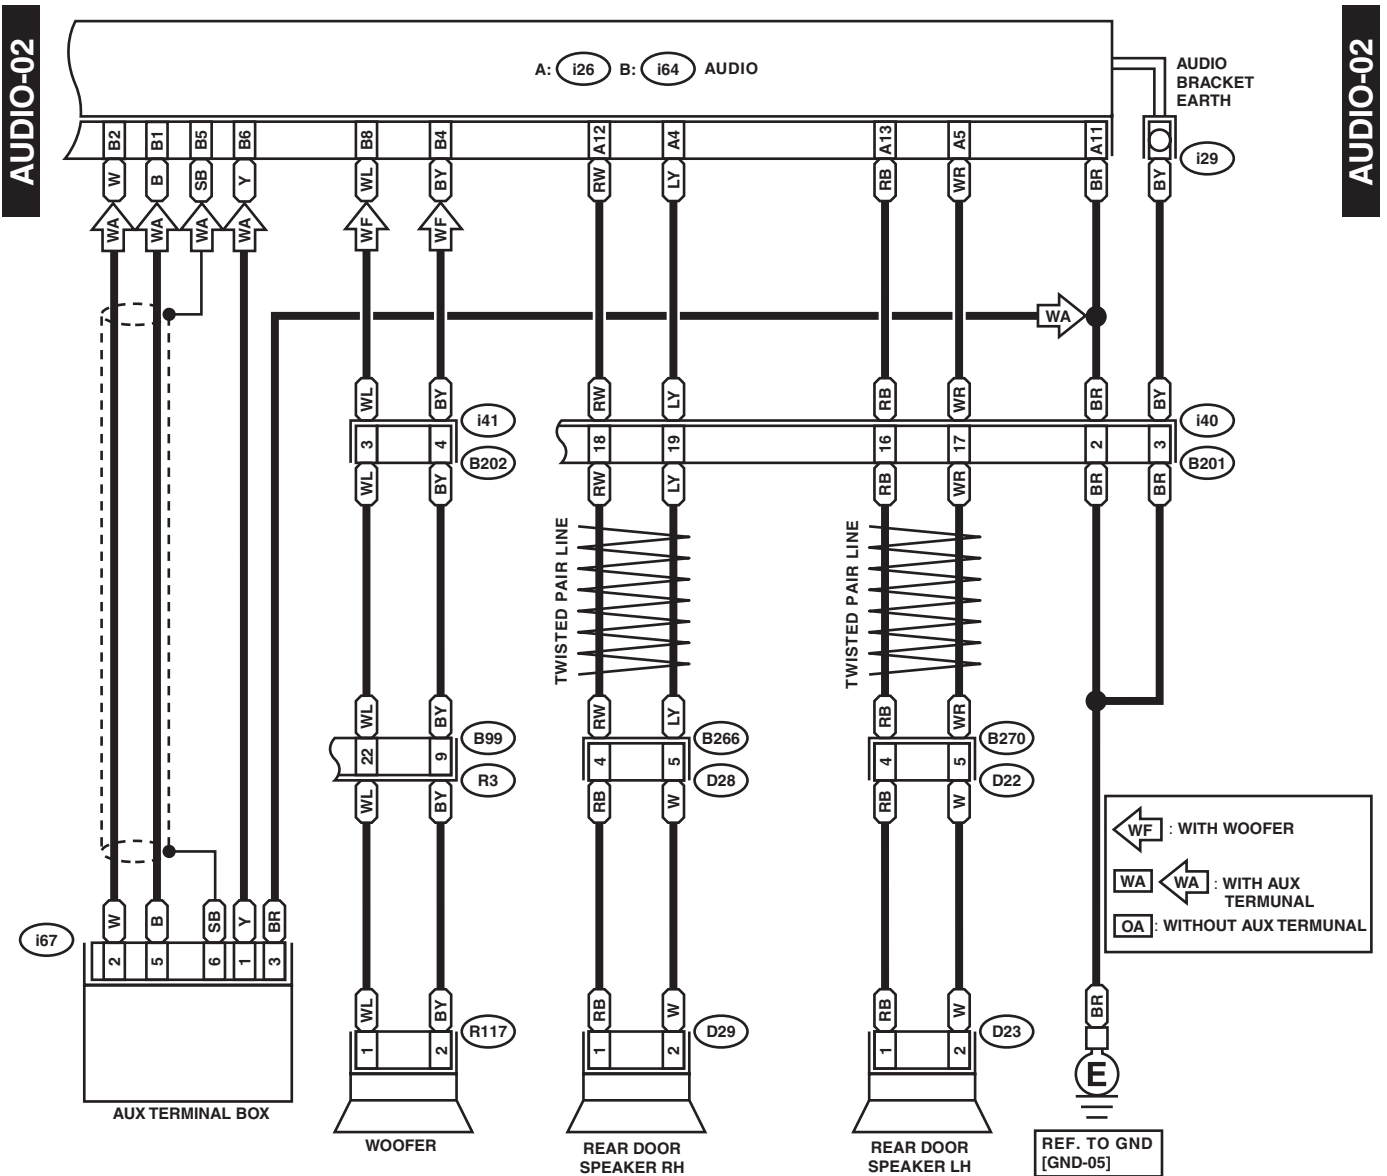 AUDIO-02
AUDIO-02
A: i26 B: i64 AUDIO
AUDIO
BRACKET
EARTH
B2 B1 B5 B6 B8 B4 A12 A4 A13 A5 A11
i29
W B SB Y WL BY RW LY RB WR BR BY
WA WA WA WA WF WF
WA
WL BY RW LY RB WR BR BY
i41 i40
3 4 18 19 16 17 2 3
B202 B201
WL BY RW LY RB WR BR BR
TWISTED PAIR LINE
TWISTED PAIR LINE
WL BY RW LY RB WR
B99 B266 B270
22 9 4 5 4 5
R3 D28 D22
WL BY RB W RB W
WF : WITH WOOFER
WA WA : WITH AUX
TERMUNAL
OA : WITHOUT AUX TERMUNAL
W B SB Y BR
i67
2 5 6 1 3
WL BY RB W RB W BR
R117 D29 D23
1 2 1 2 1 2
E
AUX TERMINAL BOX
WOOFER
REAR DOOR
SPEAKER RH
REAR DOOR
SPEAKER LH
REF. TO GND
[GND-05]